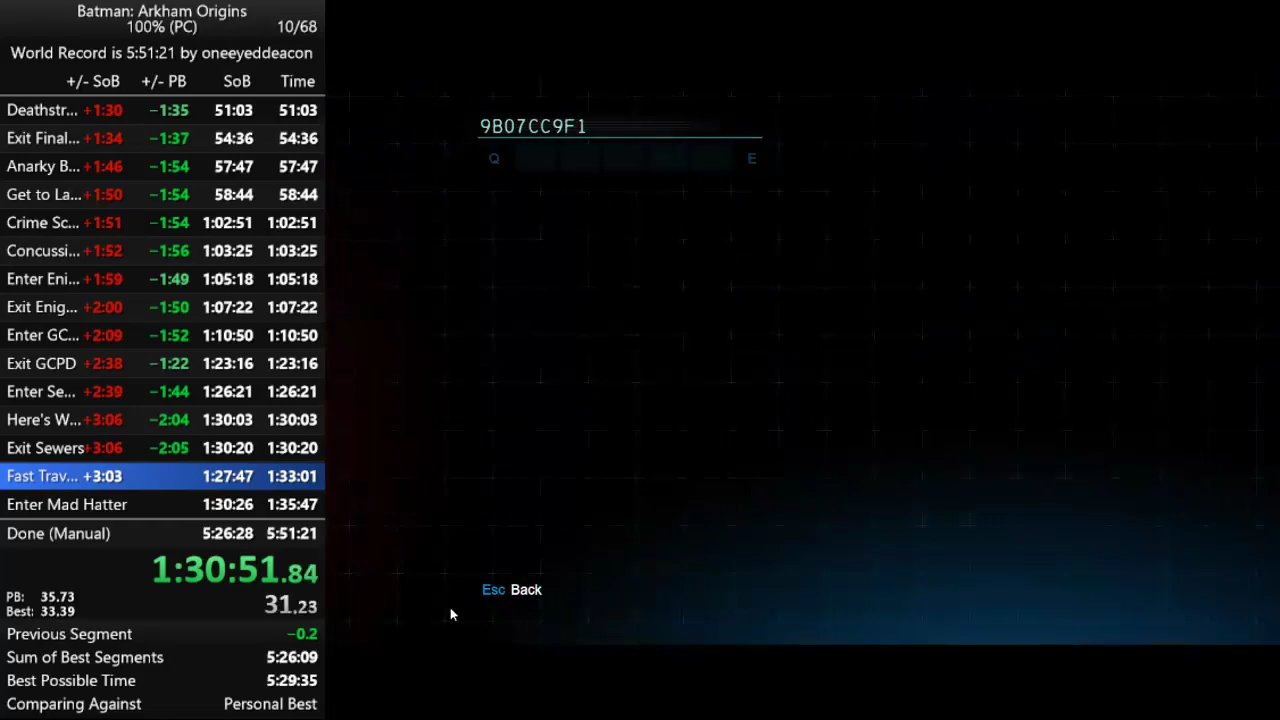 Batman: Arkham Origins
100% (PC) 10/68
World Record is 5:51:21 by oneeyeddeacon
+/- SoB +/- PB SoB Time
Deathstr... +1:30 −1:35 51:03 51:03
Exit Final... +1:34 −1:37 54:36 54:36
Anarky B... +1:46 −1:54 57:47 57:47
Get to La... +1:50 −1:54 58:44 58:44
Crime Sc... +1:51 −1:54 1:02:51 1:02:51
Concussi... +1:52 −1:56 1:03:25 1:03:25
Enter Eni... +1:59 −1:49 1:05:18 1:05:18
Exit Enig... +2:00 −1:50 1:07:22 1:07:22
Enter GC... +2:09 −1:52 1:10:50 1:10:50
Exit GCPD +2:38 −1:22 1:23:16 1:23:16
Enter Se... +2:39 −1:44 1:26:21 1:26:21
Here's W... +3:06 −2:04 1:30:03 1:30:03
Exit Sewers+3:06 −2:05 1:30:20 1:30:20
Fast Trav... +3:03 1:27:47 1:33:01
Enter Mad Hatter 1:30:26 1:35:47
Done (Manual) 5:26:28 5:51:21
1:30:51.84
PB: 35.73
Best: 33.39
31.23
Previous Segment −0.2
Sum of Best Segments 5:26:09
Best Possible Time 5:29:35
Comparing Against Personal Best
9B07CC9F1
Q E
Esc Back